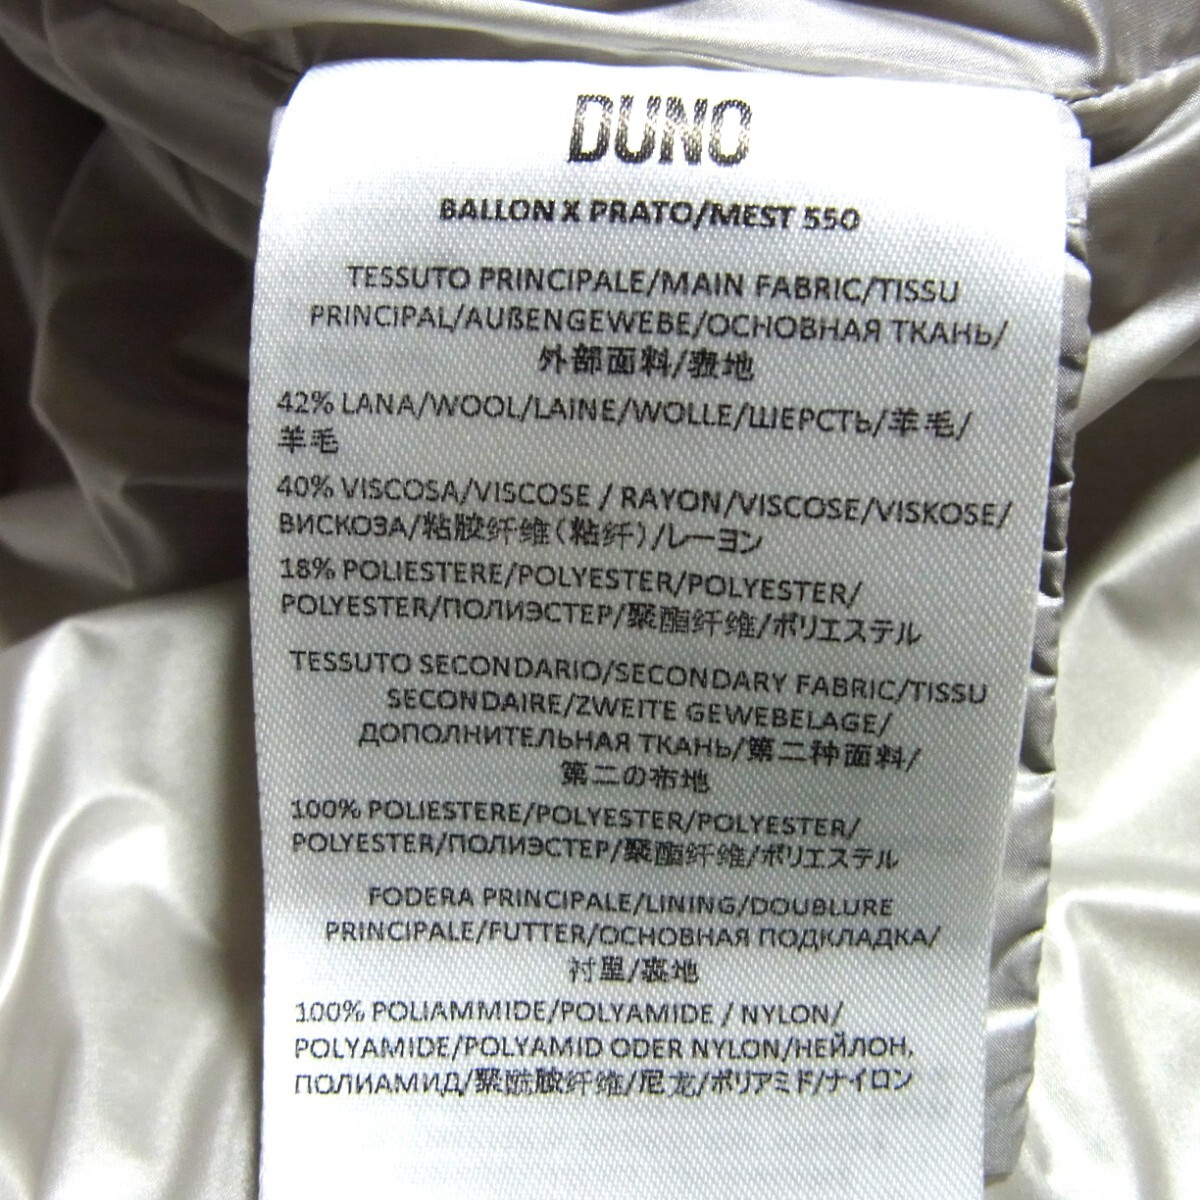 DUNO
BALLON X PRATO/MEST 550
TESSUTO PRINCIPALE/MAIN FABRIC/TISSU
PRINCIPAL/AUßENGEWEBE/ОСНОВНАЯ ТКАНЬ/
外部面料/表地
42% LANA/WOOL/LAINE/WOLLE/ШЕРСТЬ/羊毛/
羊毛
40% VISCOSA/VISCOSE / RAYON/VISCOSE/VISKOSE/
ВИСКОЗА/粘胶纤维(粘纤)/レーヨン
18% POLIESTERE/POLYESTER/POLYESTER/
POLYESTER/ПОЛИЭСТЕР/聚酯纤维/ポリエステル
TESSUTO SECONDARIO/SECONDARY FABRIC/TISSU
SECONDAIRE/ZWEITE GEWEBELAGE/
ДОПОЛНИТЕЛЬНАЯ ТКАНЬ/第二种面料/
第二の布地
100% POLIESTERE/POLYESTER/POLYESTER/
POLYESTER/ПОЛИЭСТЕР/聚酯纤维/ポリエステル
FODERA PRINCIPALE/LINING/DOUBLURE
PRINCIPALE/FUTTER/ОСНОВНАЯ ПОДКЛАДКА/
衬里/裏地
100% POLIAMMIDE/POLYAMIDE / NYLON/
POLYAMIDE/POLYAMID ODER NYLON/НЕЙЛОН,
ПОЛИАМИД/聚酰胺纤维/尼龙/ポリアミド/ナイロン